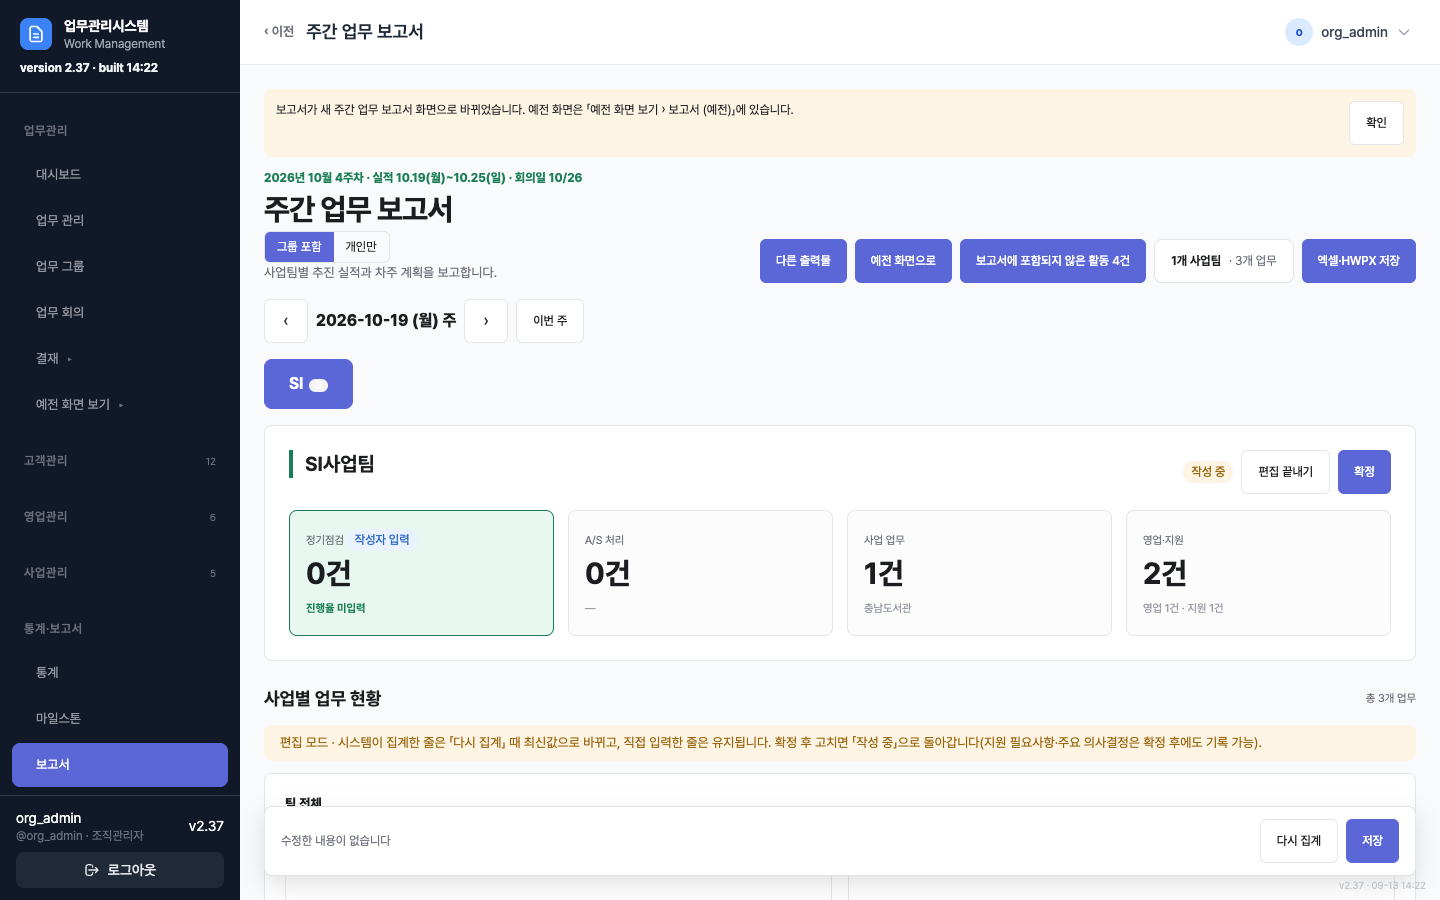 업무관리시스템
Work Management
version 2.37 · built 14:22
업무관리
대시보드
업무 관리
업무 그룹
업무 회의
결재 ▸
예전 화면 보기 ▸
고객관리 12
영업관리 6
사업관리 5
통계·보고서
통계
마일스톤
보고서
org_admin
@org_admin · 조직관리자
v2.37
로그아웃
‹ 이전 주간 업무 보고서
o org_admin
보고서가 새 주간 업무 보고서 화면으로 바뀌었습니다. 예전 화면은 「예전 화면 보기 › 보고서 (예전)」에 있습니다.
확인
2026년 10월 4주차 · 실적 10.19(월)~10.25(일) · 회의일 10/26
주간 업무 보고서
그룹 포함 개인만
사업팀별 추진 실적과 차주 계획을 보고합니다.
다른 출력물 예전 화면으로 보고서에 포함되지 않은 활동 4건 1개 사업팀 · 3개 업무 엑셀·HWPX 저장
‹ 2026-10-19 (월) 주 › 이번 주
SI
SI사업팀
작성 중 편집 끝내기 확정
정기점검 작성자 입력
0건
진행율 미입력
A/S 처리
0건
—
사업 업무
1건
충남도서관
영업·지원
2건
영업 1건 · 지원 1건
사업별 업무 현황
총 3개 업무
편집 모드 · 시스템이 집계한 줄은 「다시 집계」 때 최신값으로 바뀌고, 직접 입력한 줄은 유지됩니다. 확정 후 고치면 「작성 중」으로 돌아갑니다(지원 필요사항·주요 의사결정은 확정 후에도 기록 가능).
팀 전체
수정한 내용이 없습니다
다시 집계 저장
v2.37 · 09-13 14:22